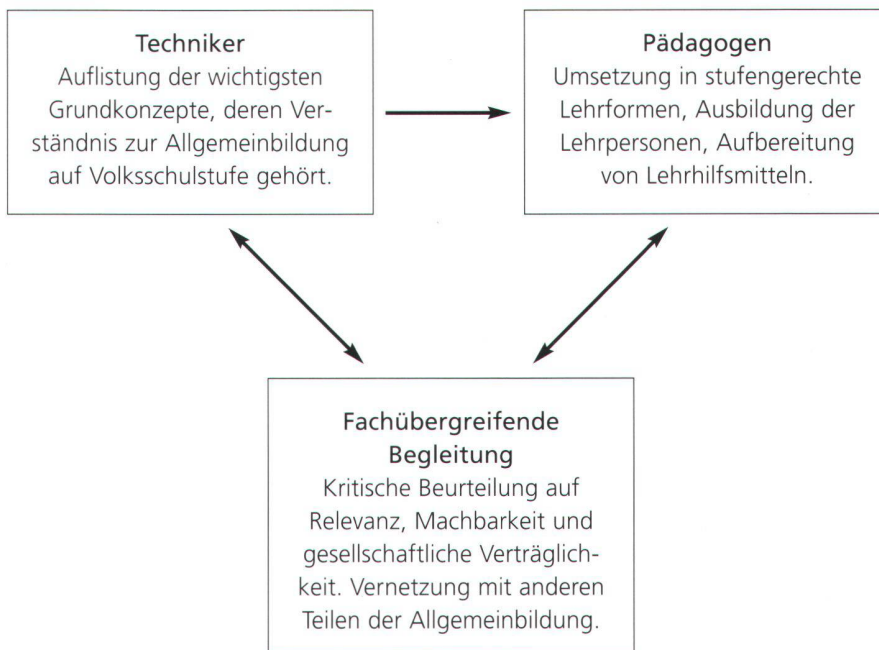 Techniker
Auflistung der wichtigsten
Grundkonzepte, deren Ver-
ständnis zur Allgemeinbildung
auf Volksschulstufe gehört.
Pädagogen
Umsetzung in stufengerechte
Lehrformen, Ausbildung der
Lehrpersonen, Aufbereitung
von Lehrhilfsmitteln.
Fachübergreifende
Begleitung
Kritische Beurteilung auf
Relevanz, Machbarkeit und
gesellschaftliche Verträglich-
keit. Vernetzung mit anderen
Teilen der Allgemeinbildung.